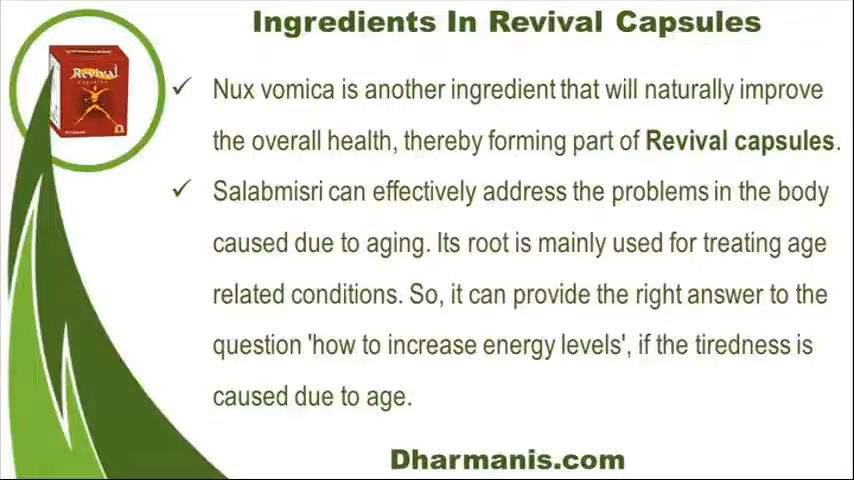 Ingredients In Revival Capsules
Revival
✓ Nux vomica is another ingredient that will naturally improve
the overall health, thereby forming part of Revival capsules.
✓ Salabmisri can effectively address the problems in the body
caused due to aging. Its root is mainly used for treating age
related conditions. So, it can provide the right answer to the
question 'how to increase energy levels', if the tiredness is
caused due to age.
Dharmanis.com